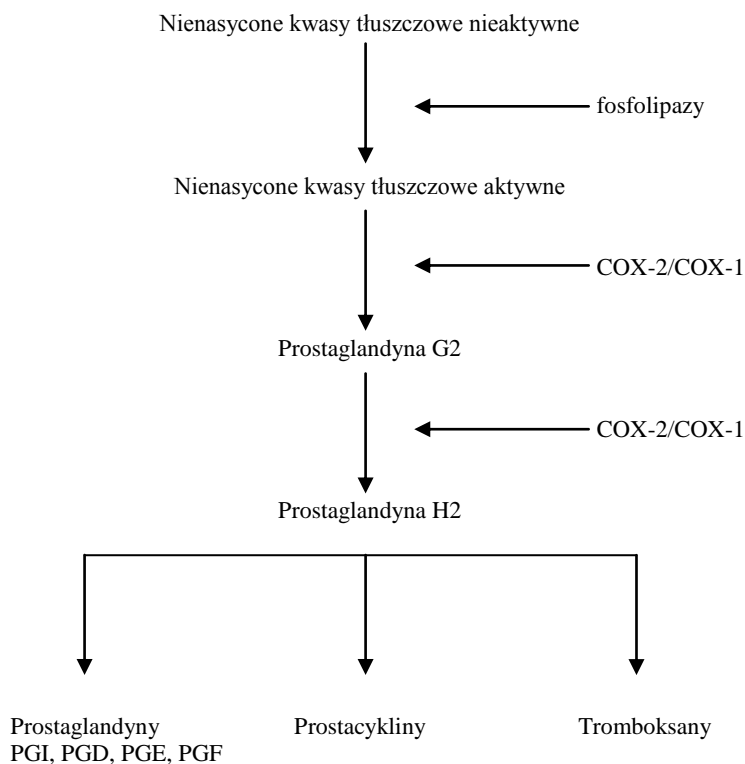 Nienasycone kwasy tłuszczowe nieaktywne
fosfolipazy
Nienasycone kwasy tłuszczowe aktywne
COX-2/COX-1
Prostaglandyna G2
COX-2/COX-1
Prostaglandyna H2
Prostaglandyny
PGI, PGD, PGE, PGF
Prostacykliny
Tromboksany